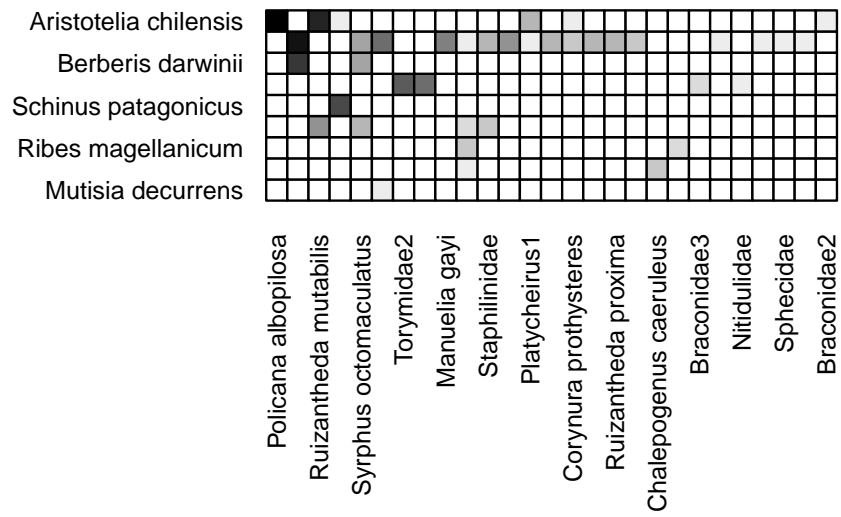 Aristotelia chilensis
Berberis darwinii
Schinus patagonicus
Ribes magellanicum
Mutisia decurrens
Policana albopilosa
Ruizantheda mutabilis
Syrphus octomaculatus
Torymidae2
Manuelia gayi
Staphilinidae
Platycheirus1
Corynura prothysteres
Ruizantheda proxima
Chalepogenus caeruleus
Braconidae3
Nitidulidae
Sphecidae
Braconidae2